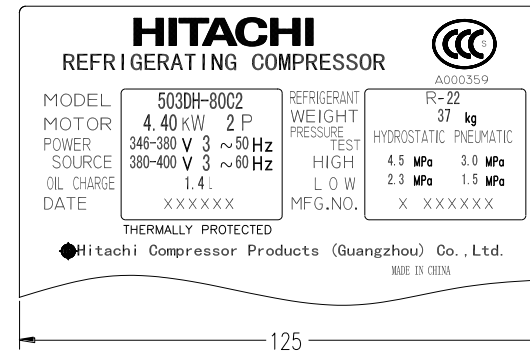 HITACHI
REFRIGERATING COMPRESSOR
CCC S
A000359
MODEL 503DH-80C2
MOTOR 4.40 KW 2 P
POWER 346-380 V 3 ~50 Hz
SOURCE 380-400 V 3 ~60 Hz
OIL CHARGE 1.4 L
DATE XXXXXX
THERMALLY PROTECTED
REFRIGERANT R-22
WEIGHT 37 kg
PRESSURE TEST HYDROSTATIC PNEUMATIC
HIGH 4.5 MPa 3.0 MPa
LOW 2.3 MPa 1.5 MPa
MFG.NO. X XXXXXX
Hitachi Compressor Products (Guangzhou) Co.,Ltd.
MADE IN CHINA
125